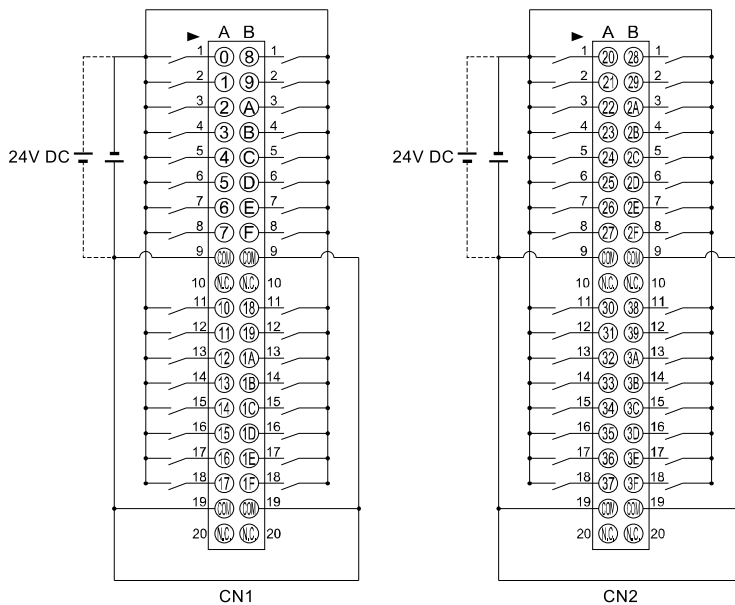 A B
1 0 8 1
2 1 9 2
3 2 A 3
4 3 B 4
5 4 C 5
6 5 D 6
7 6 E 7
8 7 F 8
9 COM COM 9
10 N.C. N.C. 10
11 10 18 11
12 11 19 12
13 12 1A 13
14 13 1B 14
15 14 1C 15
16 15 1D 16
17 16 1E 17
18 17 1F 18
19 COM COM 19
20 N.C. N.C. 20
24V DC
CN1
A B
1 20 28 1
2 21 29 2
3 22 2A 3
4 23 2B 4
5 24 2C 5
6 25 2D 6
7 26 2E 7
8 27 2F 8
9 COM COM 9
10 N.C. N.C. 10
11 30 38 11
12 31 39 12
13 32 3A 13
14 33 3B 14
15 34 3C 15
16 35 3D 16
17 36 3E 17
18 37 3F 18
19 COM COM 19
20 N.C. N.C. 20
24V DC
CN2